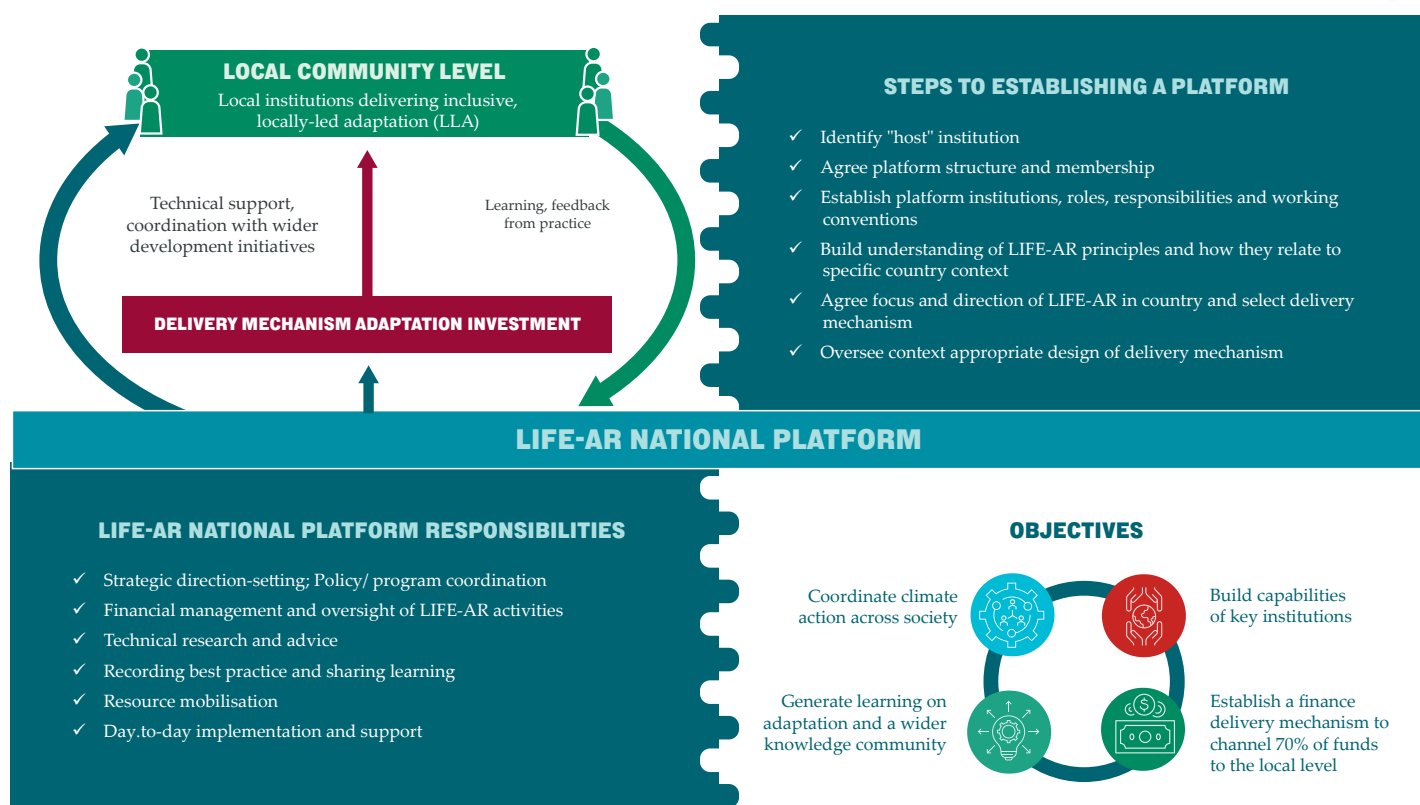 LOCAL COMMUNITY LEVEL
Local institutions delivering inclusive,
locally-led adaptation (LLA)
Technical support,
coordination with wider
development initiatives
Learning, feedback
from practice
DELIVERY MECHANISM ADAPTATION INVESTMENT
STEPS TO ESTABLISHING A PLATFORM
✓ Identify "host" institution
✓ Agree platform structure and membership
✓ Establish platform institutions, roles, responsibilities and working
conventions
✓ Build understanding of LIFE-AR principles and how they relate to
specific country context
✓ Agree focus and direction of LIFE-AR in country and select delivery
mechanism
✓ Oversee context appropriate design of delivery mechanism
LIFE-AR NATIONAL PLATFORM
LIFE-AR NATIONAL PLATFORM RESPONSIBILITIES
✓ Strategic direction-setting; Policy/ program coordination
✓ Financial management and oversight of LIFE-AR activities
✓ Technical research and advice
✓ Recording best practice and sharing learning
✓ Resource mobilisation
✓ Day.to-day implementation and support
OBJECTIVES
Coordinate climate
action across society
Build capabilities
of key institutions
Generate learning on
adaptation and a wider
knowledge community
$
Establish a finance
delivery mechanism to
channel 70% of funds
to the local level